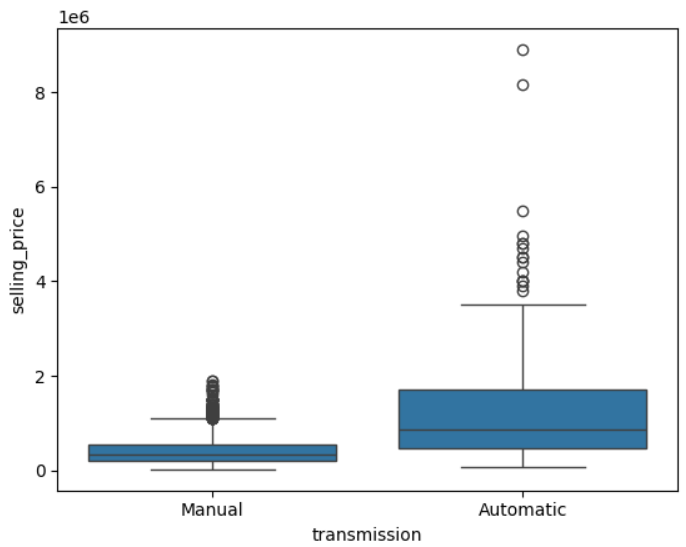 1e6
8
6
4
2
0
selling_price
Manual
Automatic
transmission